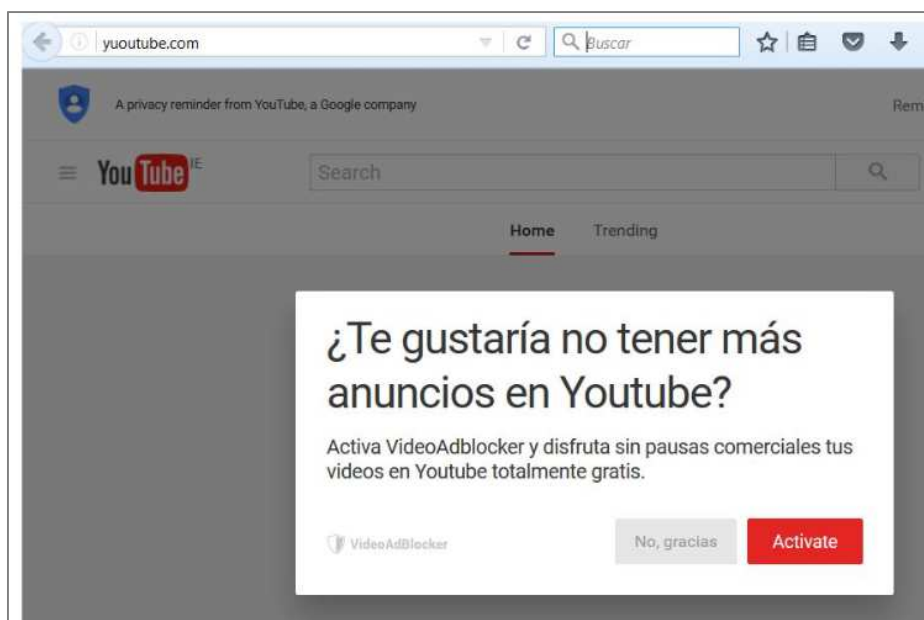 yuoutube.com
Buscar
A privacy reminder from YouTube, a Google company
Rem
YouTube IE
Search
Home Trending
¿Te gustaría no tener más
anuncios en Youtube?
Activa VideoAdblocker y disfruta sin pausas comerciales tus
videos en Youtube totalmente gratis.
VideoAdBlocker
No, gracias
Activate